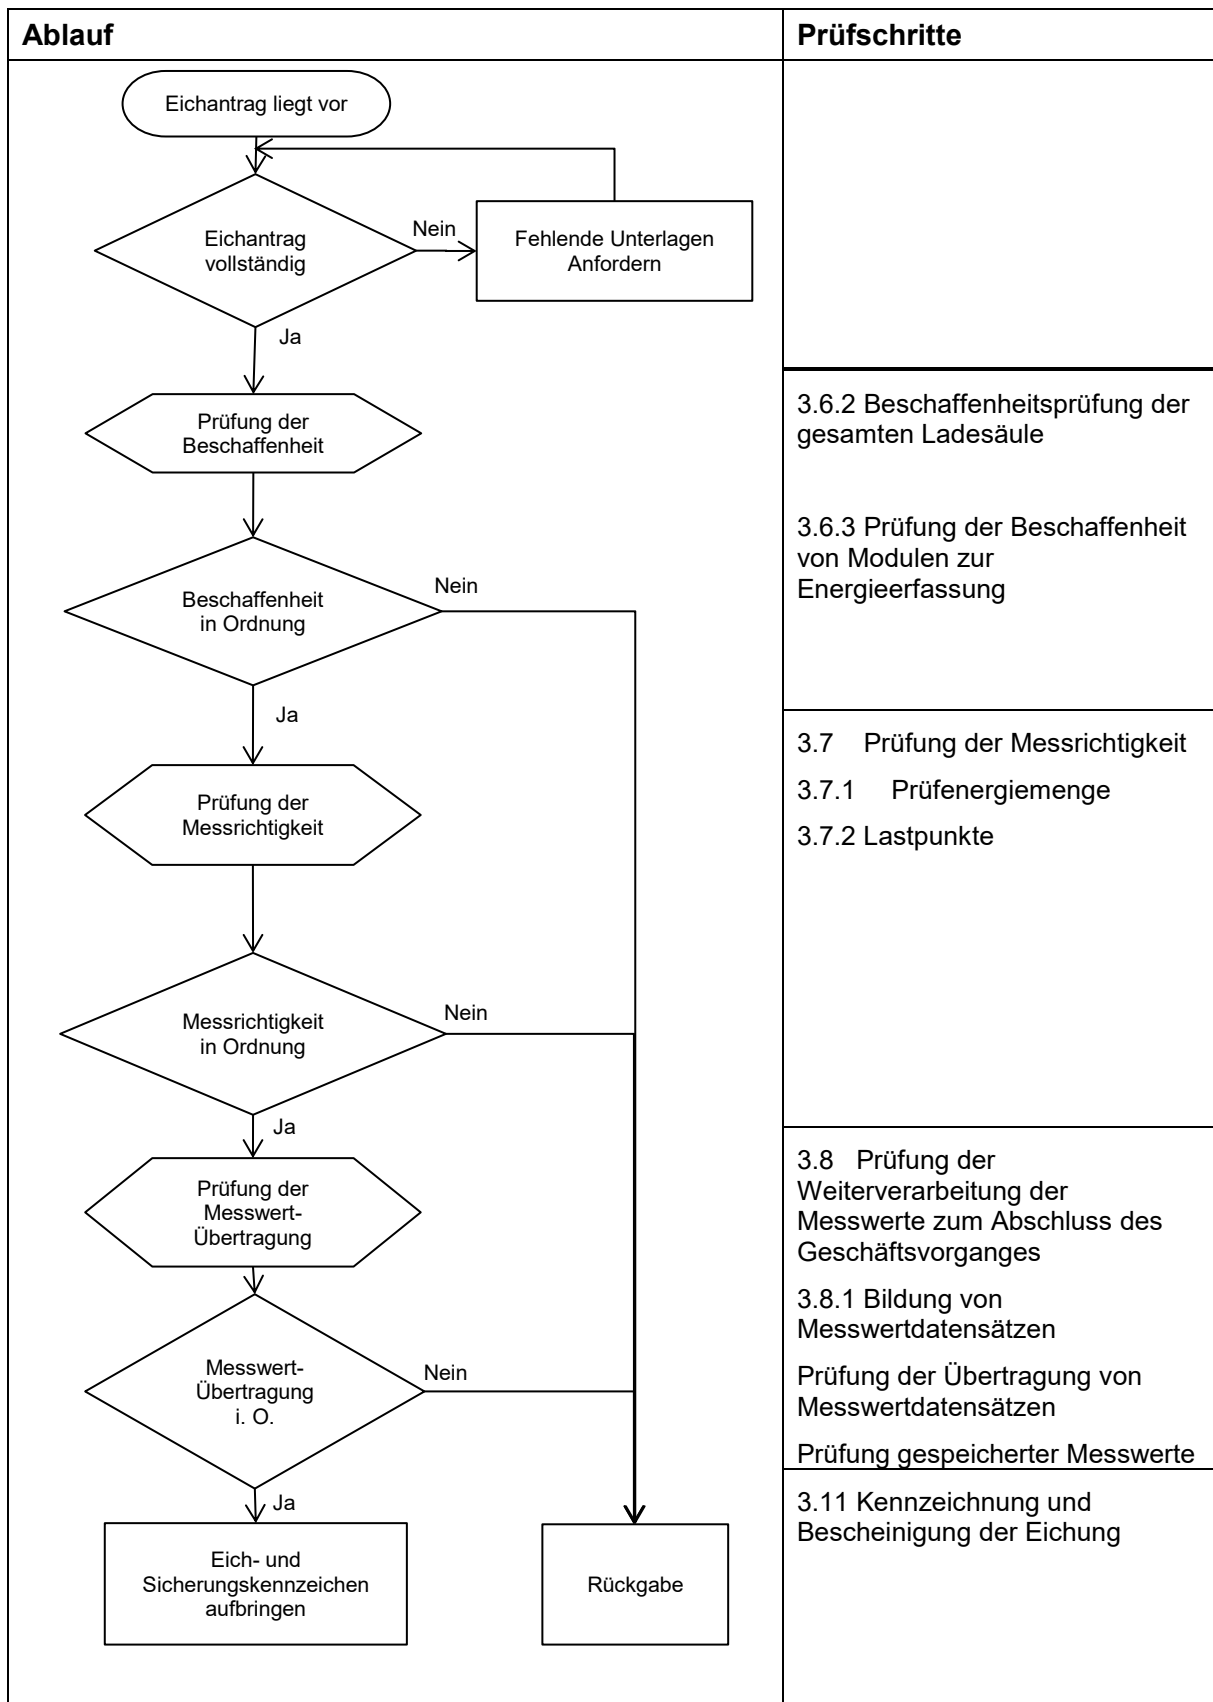 Ablauf
Prüfschritte
Eichantrag liegt vor
Eichantrag
vollständig
Nein
Fehlende Unterlagen
Anfordern
Ja
Prüfung der
Beschaffenheit
Beschaffenheit
in Ordnung
Nein
Ja
Prüfung der
Messrichtigkeit
Messrichtigkeit
in Ordnung
Nein
Ja
Prüfung der
Messwert-
Übertragung
Messwert-
Übertragung
i. O.
Nein
Ja
Eich- und
Sicherungskennzeichen
aufbringen
Rückgabe
3.6.2 Beschaffenheitsprüfung der
gesamten Ladesäule
3.6.3 Prüfung der Beschaffenheit
von Modulen zur
Energieerfassung
3.7 Prüfung der Messrichtigkeit
3.7.1 Prüfenergiemenge
3.7.2 Lastpunkte
3.8 Prüfung der
Weiterverarbeitung der
Messwerte zum Abschluss des
Geschäftsvorganges
3.8.1 Bildung von
Messwertdatensätzen
Prüfung der Übertragung von
Messwertdatensätzen
Prüfung gespeicherter Messwerte
3.11 Kennzeichnung und
Bescheinigung der Eichung